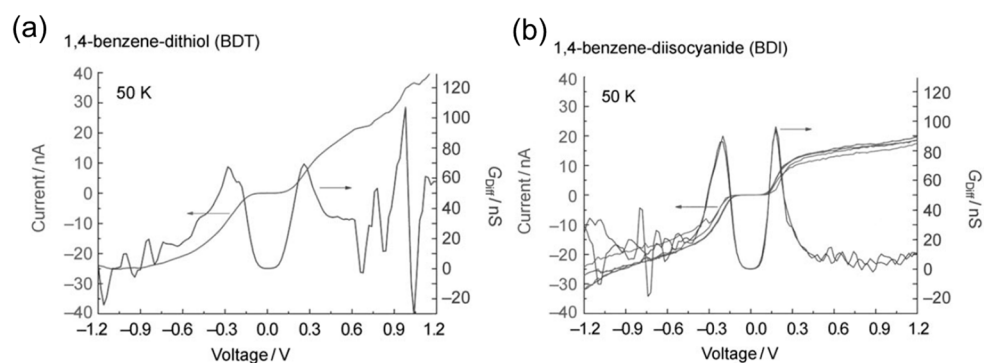 (a)
1,4-benzene-dithiol (BDT)
50 K
Current / nA
40
30
20
10
0
–10
–20
–30
–40
G_Diff / nS
120
100
80
60
40
20
0
–20
–1.2 –0.9 –0.6 –0.3 0.0 0.3 0.6 0.9 1.2
Voltage / V
(b)
1,4-benzene-diisocyanide (BDI)
50 K
Current / nA
40
30
20
10
0
–10
–20
–30
–40
G_Diff / nS
120
100
80
60
40
20
0
–20
–1.2 –0.9 –0.6 –0.3 0.0 0.3 0.6 0.9 1.2
Voltage / V